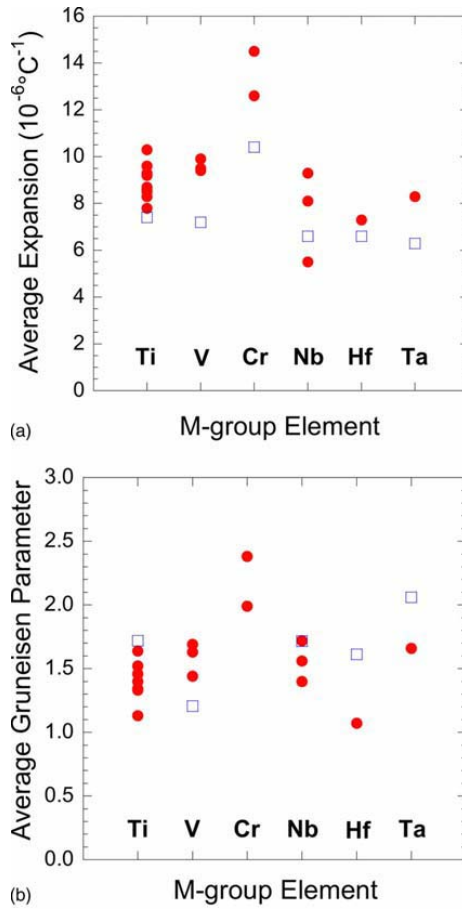 16
14
12
10
8
6
4
2
0
Average Expansion (10⁻⁶°C⁻¹)
Ti V Cr Nb Hf Ta
(a)
M-group Element
3.0
2.5
2.0
1.5
1.0
0.5
0.0
Average Gruneisen Parameter
Ti V Cr Nb Hf Ta
(b)
M-group Element